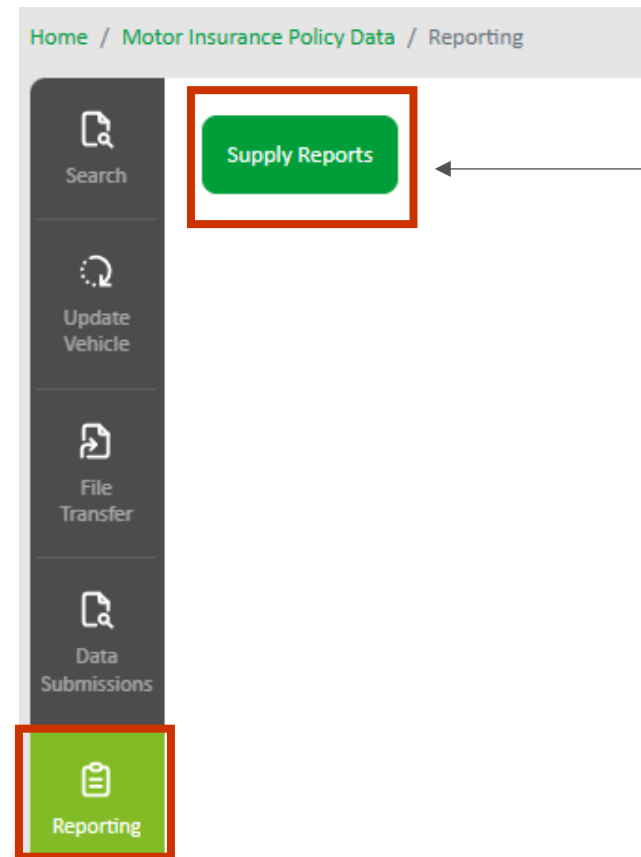 Home / Motor Insurance Policy Data / Reporting
Search
Supply Reports
Update
Vehicle
File
Transfer
Data
Submissions
Reporting